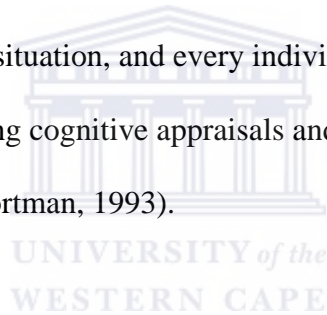 situation, and every indivi
ng cognitive appraisals and
ortman, 1993).
UNIVERSITY of the
WESTERN CAPE